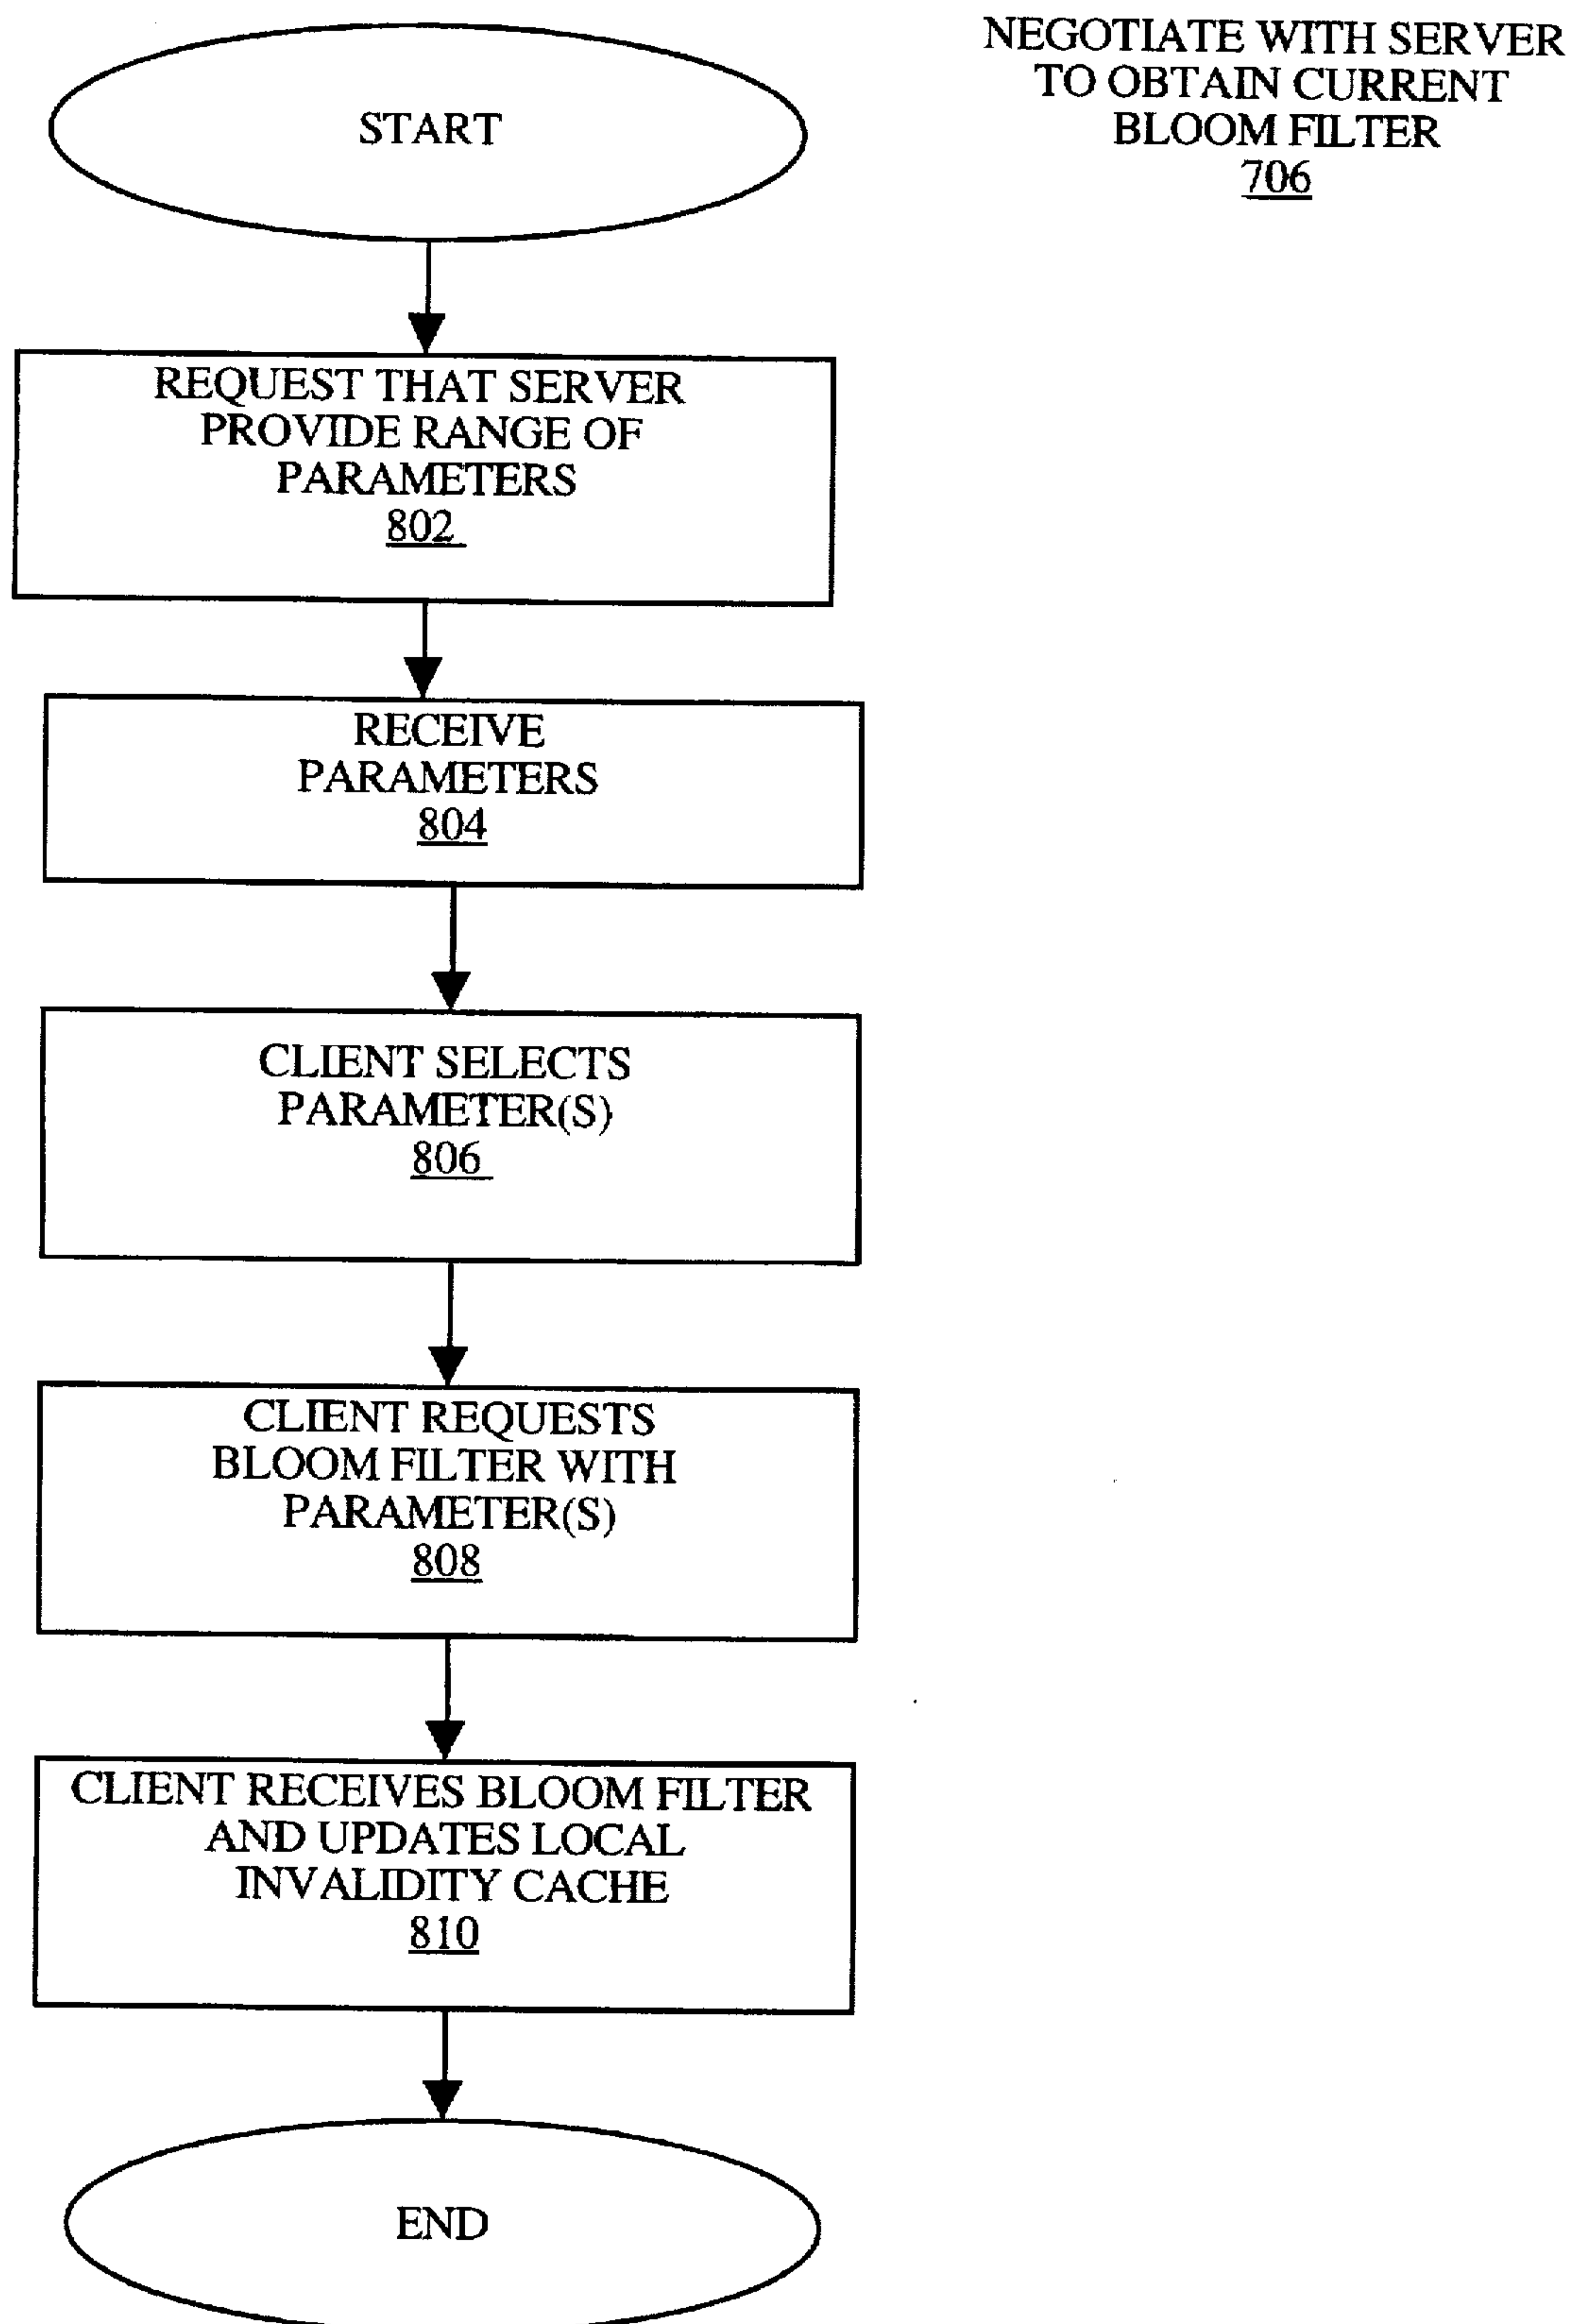 NEGOTIATE WITH SERVER
TO OBTAIN CURRENT
BLOOM FILTER
706
START
REQUEST THAT SERVER
PROVIDE RANGE OF
PARAMETERS
802
RECEIVE
PARAMETERS
804
CLIENT SELECTS
PARAMETER(S)
806
CLIENT REQUESTS
BLOOM FILTER WITH
PARAMETER(S)
808
CLIENT RECEIVES BLOOM FILTER
AND UPDATES LOCAL
INVALIDITY CACHE
810
END